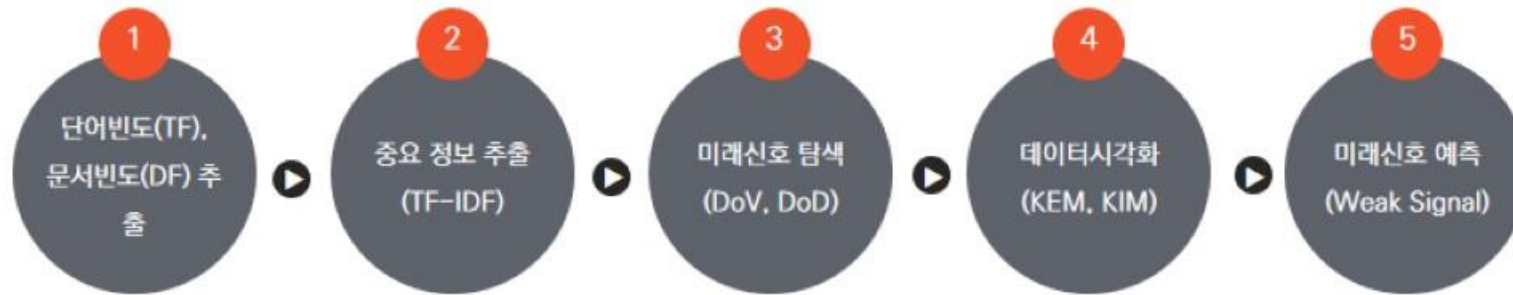 1
단어빈도(TF),
문서빈도(DF) 추
출
2
중요 정보 추출
(TF-IDF)
3
미래신호 탐색
(DoV, DoD)
4
데이터시각화
(KEM, KIM)
5
미래신호 예측
(Weak Signal)